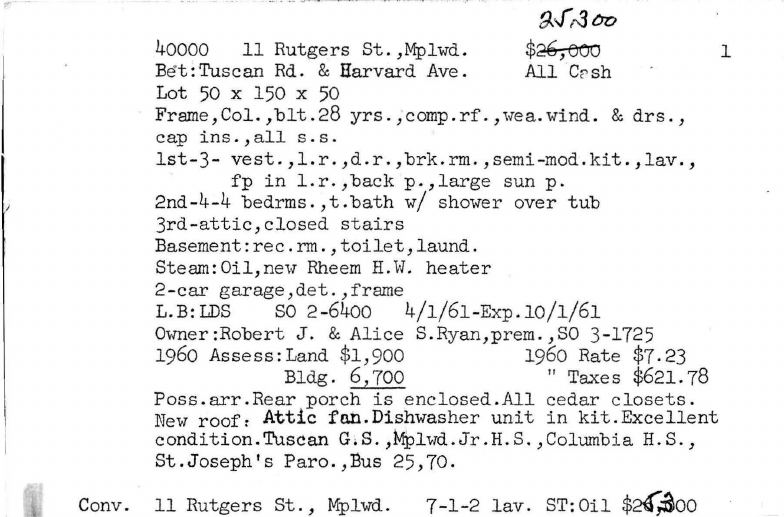 25,300
40000 11 Rutgers St.,Mplwd. $26,000 1
Bet:Tuscan Rd. & Harvard Ave. All Cash
Lot 50 x 150 x 50
Frame,Col.,blt.28 yrs.,comp.rf.,wea.wind. & drs.,
cap ins.,all s.s.
1st-3- vest.,l.r.,d.r.,brk.rm.,semi-mod.kit.,lav.,
fp in l.r.,back p.,large sun p.
2nd-4-4 bedrms.,t.bath w/ shower over tub
3rd-attic,closed stairs
Basement:rec.rm.,toilet,laund.
Steam:Oil,new Rheem H.W. heater
2-car garage,det.,frame
L.B:LDS SO 2-6400 4/1/61-Exp.10/1/61
Owner:Robert J. & Alice S.Ryan,prem.,SO 3-1725
1960 Assess:Land $1,900 1960 Rate $7.23
Bldg. 6,700 " Taxes $621.78
Poss.arr.Rear porch is enclosed.All cedar closets.
New roof. Attic fan.Dishwasher unit in kit.Excellent
condition.Tuscan G.S.,Mplwd.Jr.H.S.,Columbia H.S.,
St.Joseph's Paro.,Bus 25,70.
Conv. 11 Rutgers St., Mplwd. 7-1-2 lav. ST:Oil